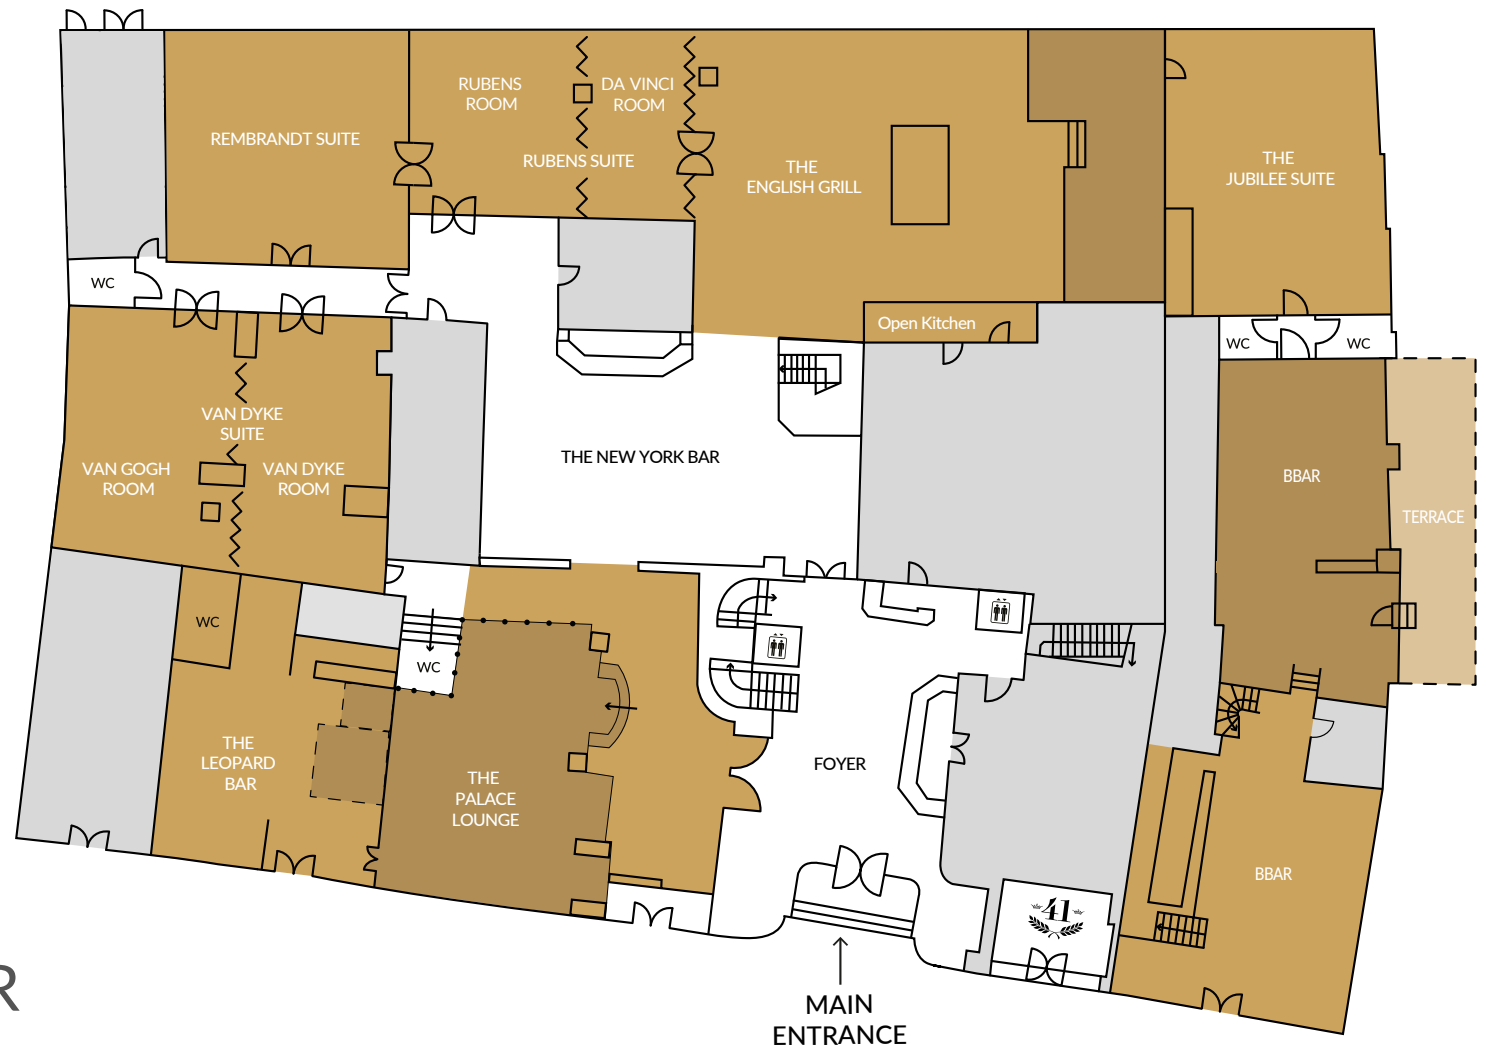 RUBENS
ROOM
DA VINCI
ROOM
REMBRANDT SUITE
RUBENS SUITE
THE
ENGLISH GRILL
THE
JUBILEE SUITE
WC
Open Kitchen
WC
WC
VAN DYKE
SUITE
VAN GOGH
ROOM
VAN DYKE
ROOM
THE NEW YORK BAR
BBAR
TERRACE
WC
WC
THE
LEOPARD
BAR
THE
PALACE
LOUNGE
FOYER
BBAR
41
R
MAIN
ENTRANCE